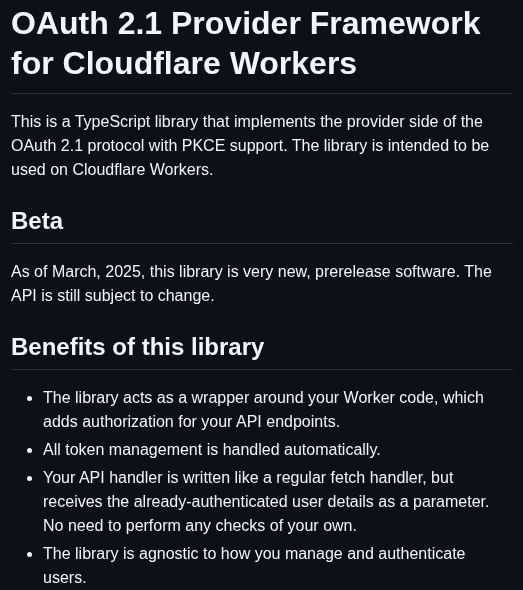 OAuth 2.1 Provider Framework
for Cloudflare Workers
This is a TypeScript library that implements the provider side of the
OAuth 2.1 protocol with PKCE support. The library is intended to be
used on Cloudflare Workers.
Beta
As of March, 2025, this library is very new, prerelease software. The
API is still subject to change.
Benefits of this library
• The library acts as a wrapper around your Worker code, which
adds authorization for your API endpoints.
• All token management is handled automatically.
• Your API handler is written like a regular fetch handler, but
receives the already-authenticated user details as a parameter.
No need to perform any checks of your own.
• The library is agnostic to how you manage and authenticate
users.